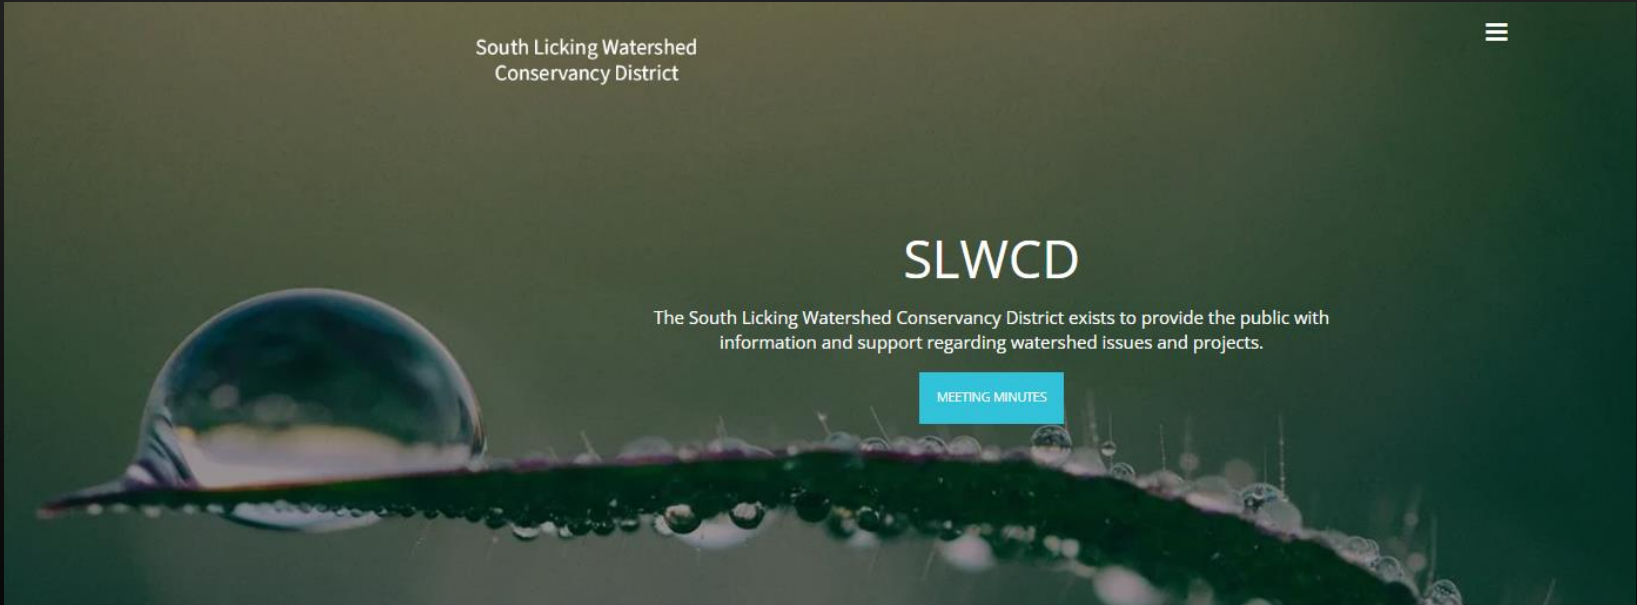 South Licking Watershed
Conservancy District
SLWCD
The South Licking Watershed Conservancy District exists to provide the public with
information and support regarding watershed issues and projects.
MEETING MINUTES